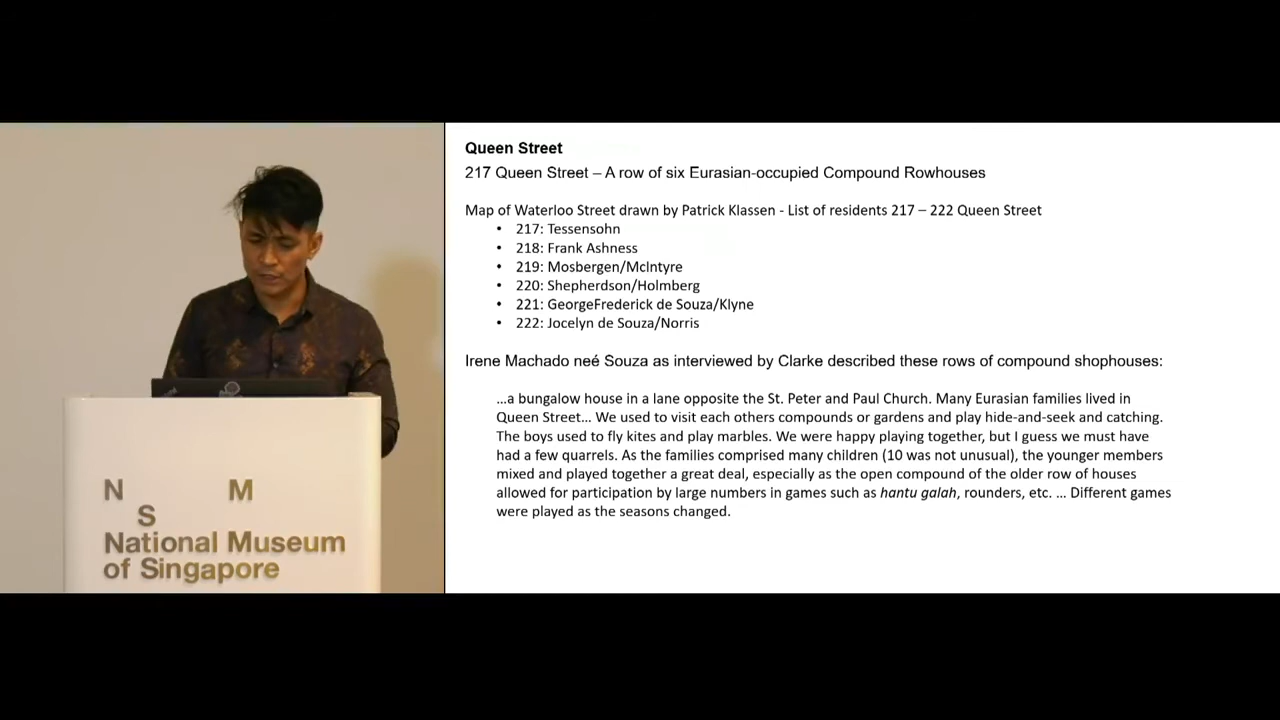 Queen Street
217 Queen Street – A row of six Eurasian-occupied Compound Rowhouses
Map of Waterloo Street drawn by Patrick Klassen - List of residents 217 – 222 Queen Street
• 217: Tessensohn
• 218: Frank Ashness
• 219: Mosbergen/McIntyre
• 220: Shepherdson/Holmberg
• 221: GeorgeFrederick de Souza/Klyne
• 222: Jocelyn de Souza/Norris
Irene Machado neé Souza as interviewed by Clarke described these rows of compound shophouses:
…a bungalow house in a lane opposite the St. Peter and Paul Church. Many Eurasian families lived in
Queen Street… We used to visit each others compounds or gardens and play hide-and-seek and catching.
The boys used to fly kites and play marbles. We were happy playing together, but I guess we must have
had a few quarrels. As the families comprised many children (10 was not unusual), the younger members
mixed and played together a great deal, especially as the open compound of the older row of houses
allowed for participation by large numbers in games such as hantu galah, rounders, etc. … Different games
were played as the seasons changed.
N M
S
National Museum
of Singapore